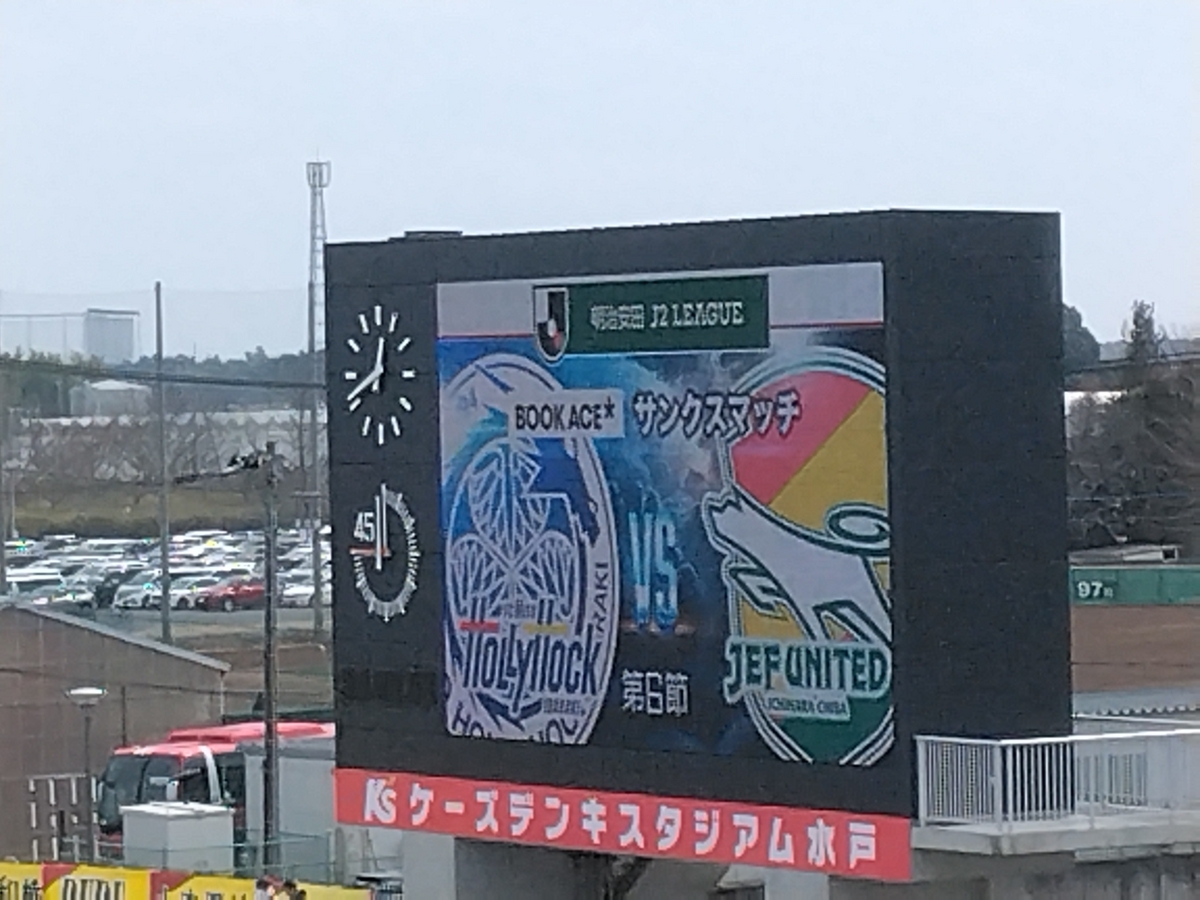 明治安田 J2 LEAGUE
BOOK ACE* サンクスマッチ
45
VS
HOLLYHOCK
JEF UNITED
ICHIHARA CHIBA
第6節
97m
K's ケーズデンキスタジアム水戸